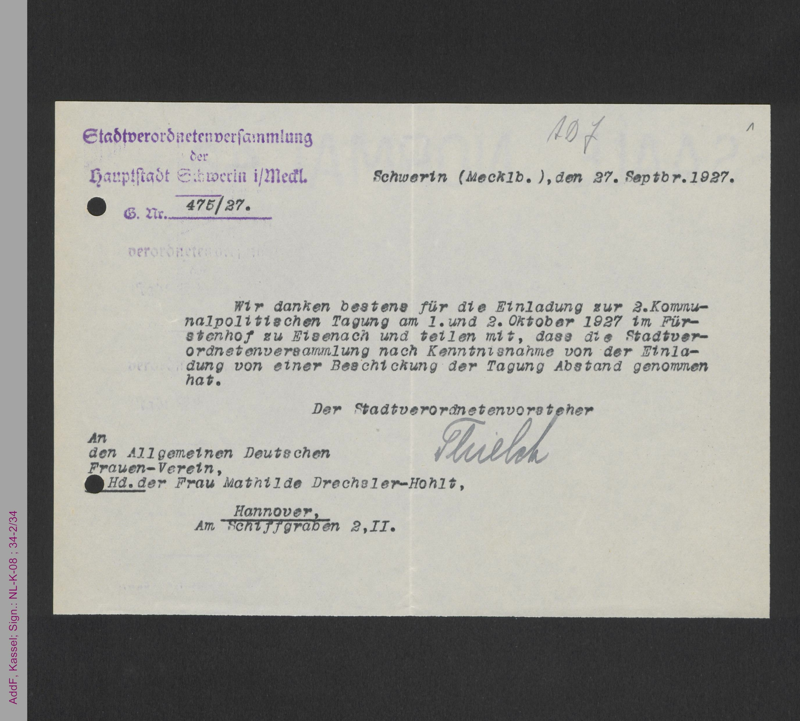 Stadtverordnetenversammlung
der
Hauptstadt Schwerin i/Meckl.
G. Nr. 475/27.
Schwerin (Mecklb.), den 27. Septbr. 1927.
Wir danken bestens für die Einladung zur 2. Kommu-
nalpolitischen Tagung am 1. und 2. Oktober 1927 im Für-
stenhof zu Eisenach und teilen mit, dass die Stadtver-
ordnetenversammlung nach Kenntnisnahme von der Einla-
dung von einer Beschickung der Tagung Abstand genommen
hat.
Der Stadtverordnetenvorsteher
An
den Allgemeinen Deutschen
Frauen-Verein,
Hd. der Frau Mathilde Drechsler-Hohlt,
Hannover,
Am Schiffgraben 2, II.
AddF, Kassel; Sign.: NL-K-08 ; 34-2/34